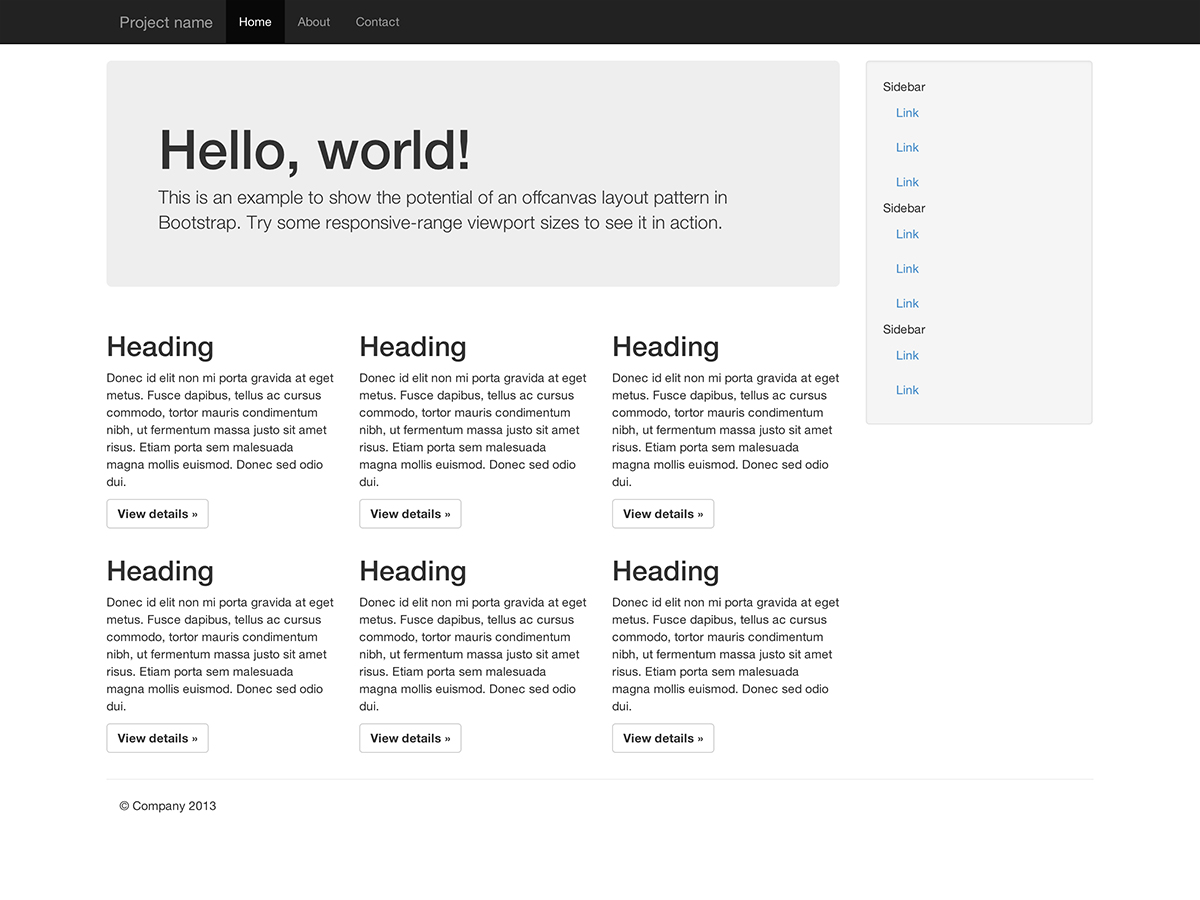 Project name Home About Contact
Hello, world!
This is an example to show the potential of an offcanvas layout pattern in
Bootstrap. Try some responsive-range viewport sizes to see it in action.
Heading
Donec id elit non mi porta gravida at eget
metus. Fusce dapibus, tellus ac cursus
commodo, tortor mauris condimentum
nibh, ut fermentum massa justo sit amet
risus. Etiam porta sem malesuada
magna mollis euismod. Donec sed odio
dui.
View details »
Heading
Donec id elit non mi porta gravida at eget
metus. Fusce dapibus, tellus ac cursus
commodo, tortor mauris condimentum
nibh, ut fermentum massa justo sit amet
risus. Etiam porta sem malesuada
magna mollis euismod. Donec sed odio
dui.
View details »
Heading
Donec id elit non mi porta gravida at eget
metus. Fusce dapibus, tellus ac cursus
commodo, tortor mauris condimentum
nibh, ut fermentum massa justo sit amet
risus. Etiam porta sem malesuada
magna mollis euismod. Donec sed odio
dui.
View details »
Heading
Donec id elit non mi porta gravida at eget
metus. Fusce dapibus, tellus ac cursus
commodo, tortor mauris condimentum
nibh, ut fermentum massa justo sit amet
risus. Etiam porta sem malesuada
magna mollis euismod. Donec sed odio
dui.
View details »
Heading
Donec id elit non mi porta gravida at eget
metus. Fusce dapibus, tellus ac cursus
commodo, tortor mauris condimentum
nibh, ut fermentum massa justo sit amet
risus. Etiam porta sem malesuada
magna mollis euismod. Donec sed odio
dui.
View details »
Heading
Donec id elit non mi porta gravida at eget
metus. Fusce dapibus, tellus ac cursus
commodo, tortor mauris condimentum
nibh, ut fermentum massa justo sit amet
risus. Etiam porta sem malesuada
magna mollis euismod. Donec sed odio
dui.
View details »
Sidebar
Link
Link
Link
Sidebar
Link
Link
Link
Sidebar
Link
Link
© Company 2013